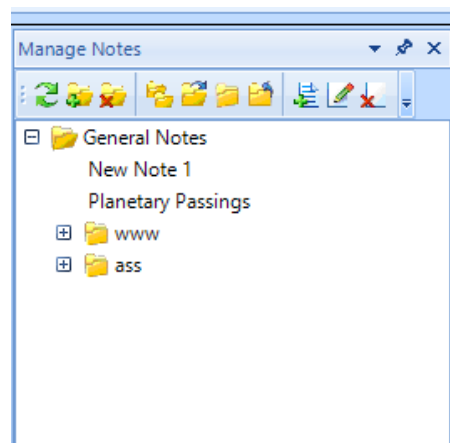 Manage Notes
General Notes
New Note 1
Planetary Passings
www
ass